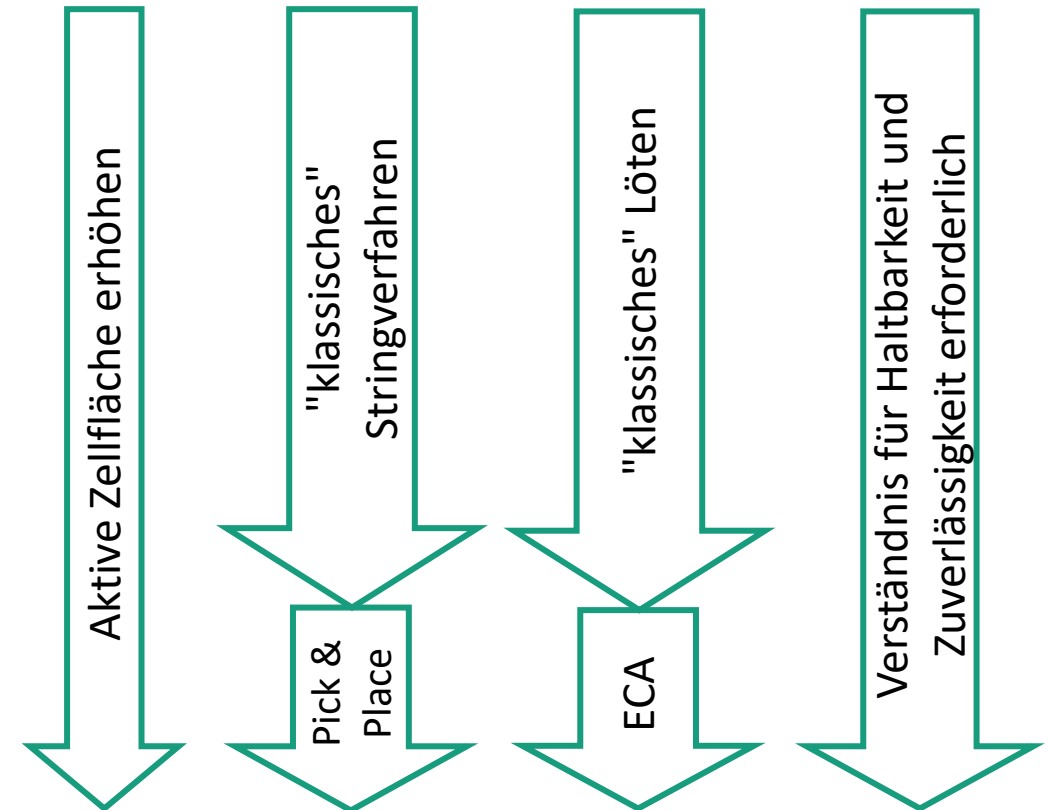 Aktive Zellfläche erhöhen
"klassisches"
Stringverfahren
Pick &
Place
"klassisches" Löten
ECA
Verständnis für Haltbarkeit und
Zuverlässigkeit erforderlich